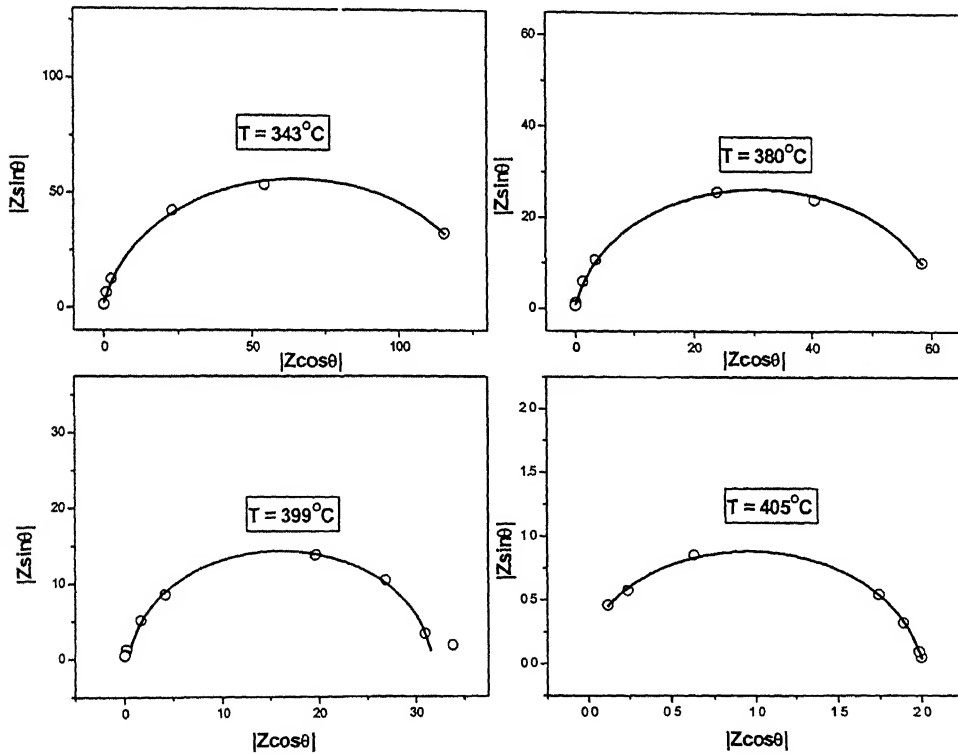 100
50
0
|Zsinθ|
T = 343°C
0 50 100
|Zcosθ|
60
40
20
0
|Zsinθ|
T = 380°C
0 20 40 60
|Zcosθ|
30
20
10
0
|Zsinθ|
T = 399°C
0 10 20 30
|Zcosθ|
2.0
1.5
1.0
0.5
0 0
|Zsinθ|
T = 405°C
0 0 0 5 1 0 1 5 2 0
|Zcosθ|